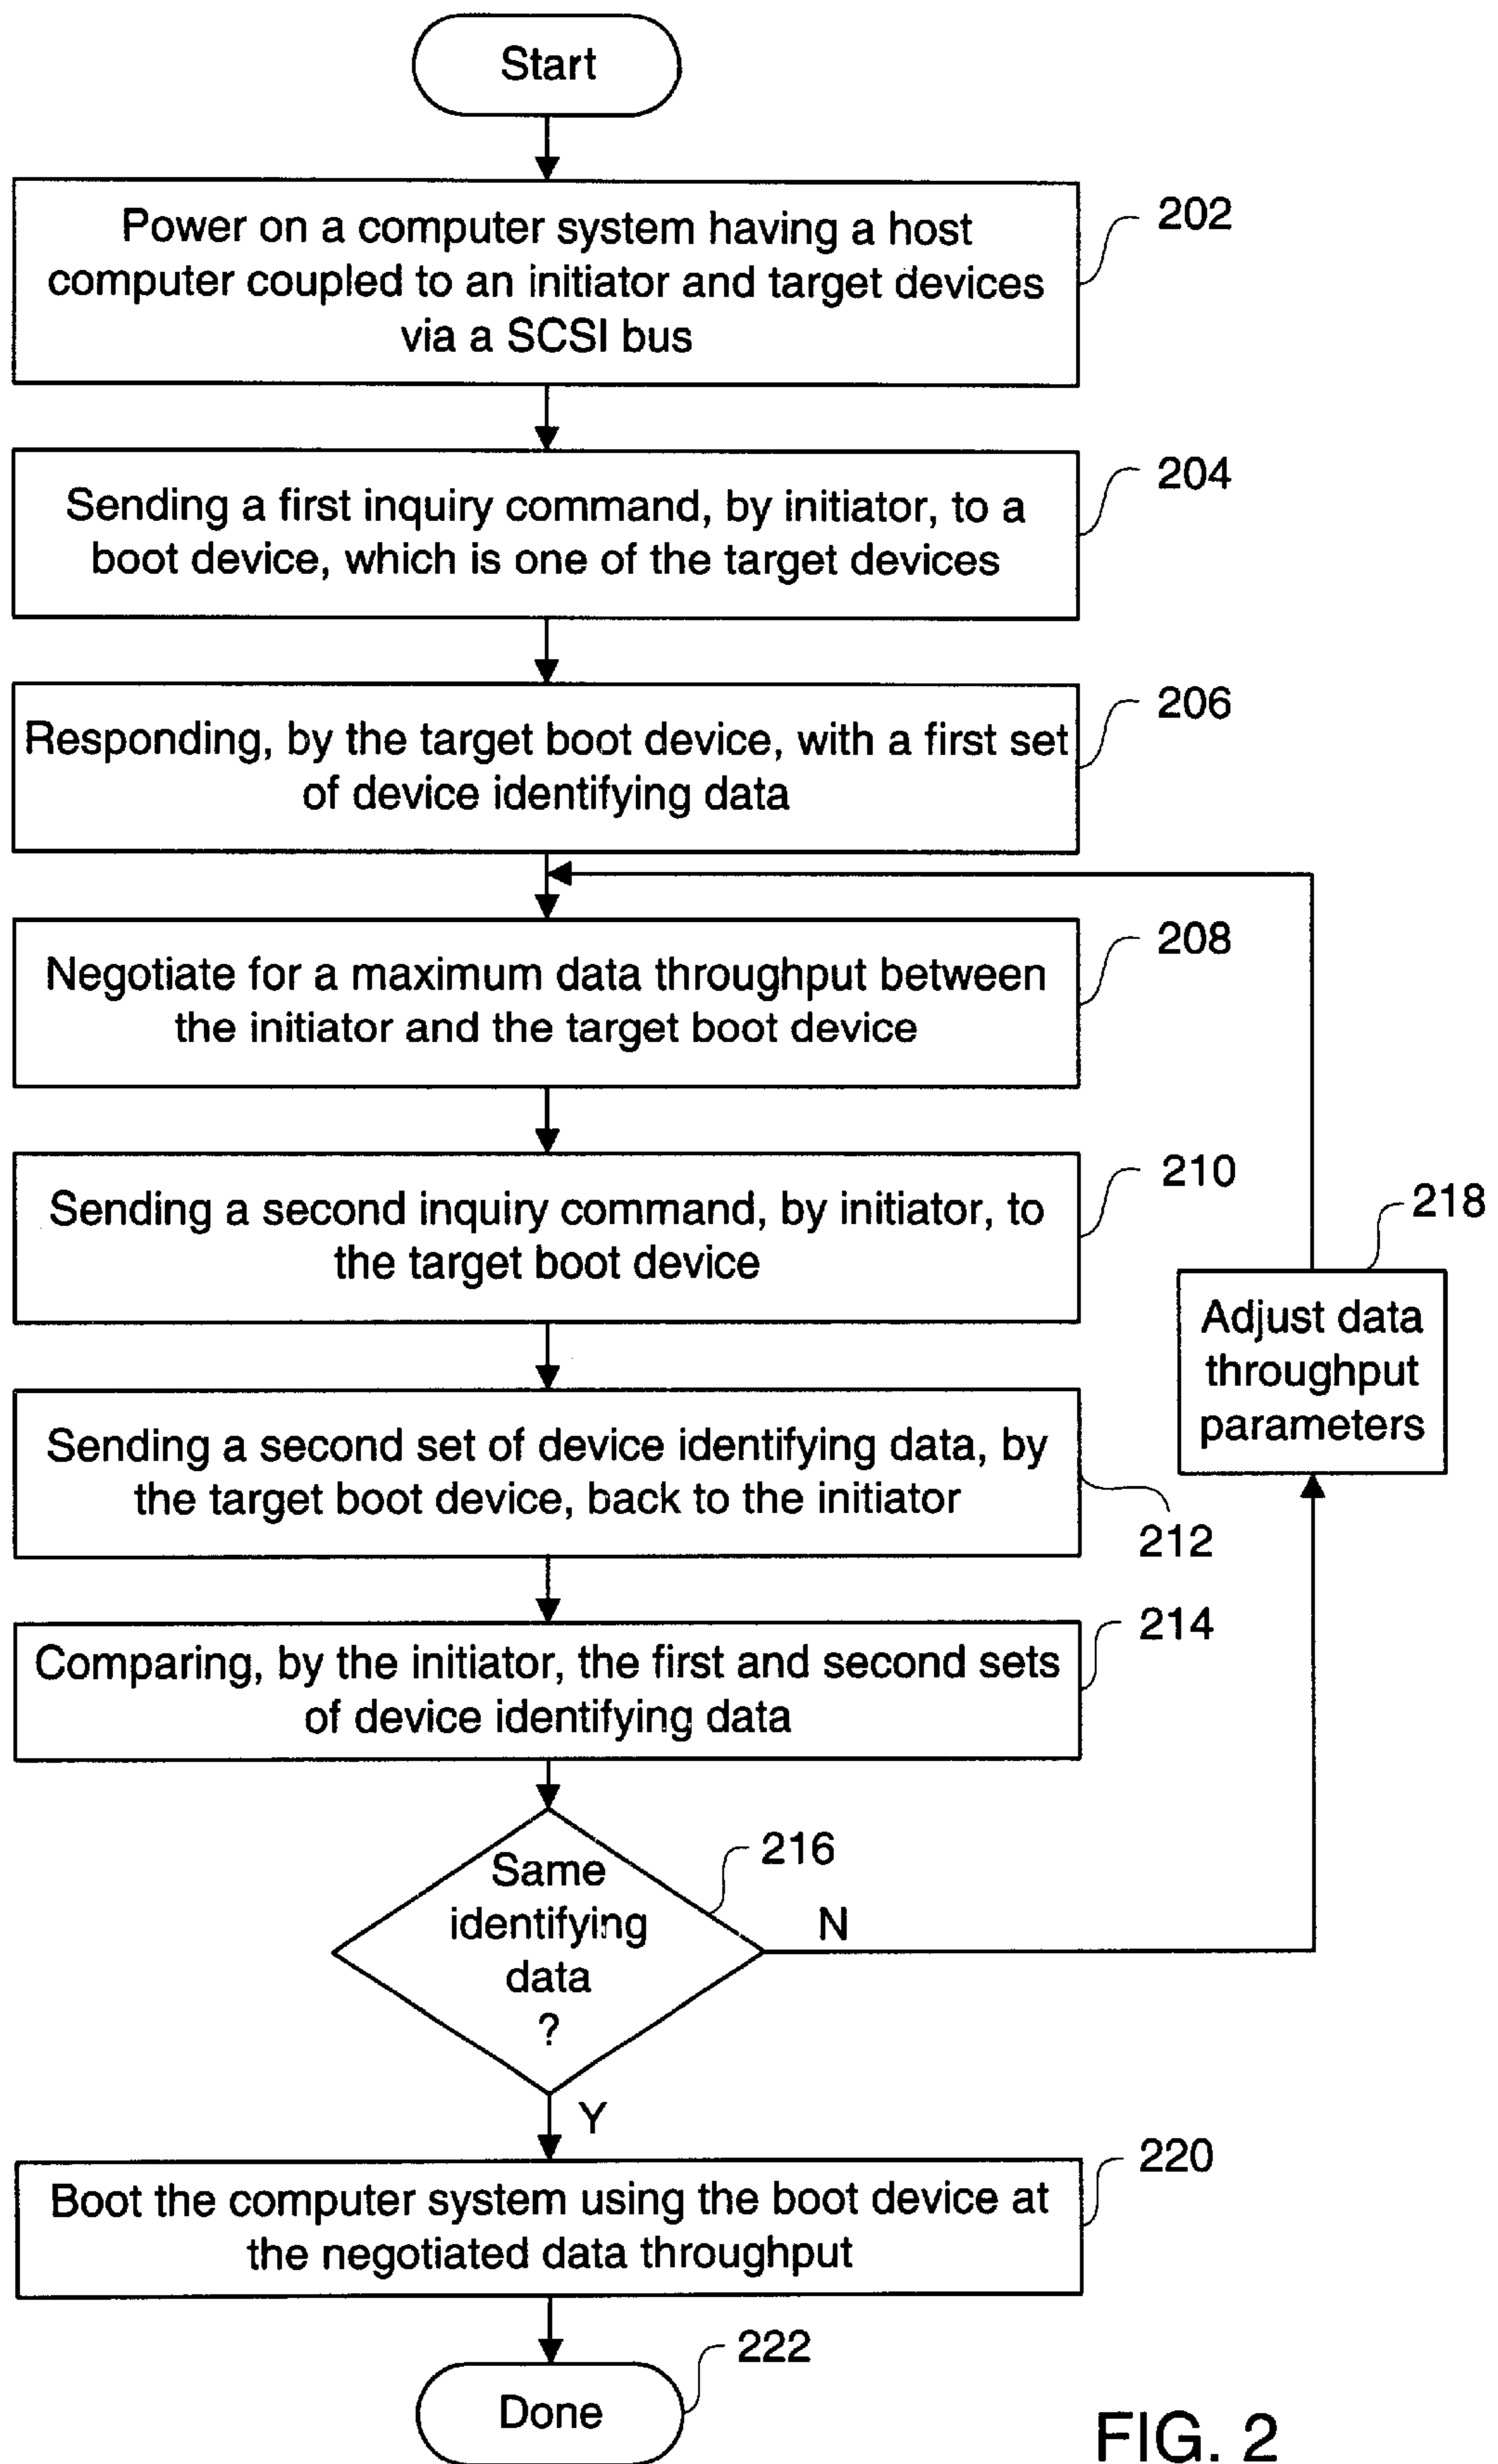 Start
Power on a computer system having a host
computer coupled to an initiator and target devices
via a SCSI bus
202
Sending a first inquiry command, by initiator, to a
boot device, which is one of the target devices
204
Responding, by the target boot device, with a first set
of device identifying data
206
Negotiate for a maximum data throughput between
the initiator and the target boot device
208
Sending a second inquiry command, by initiator, to
the target boot device
210
218
Adjust data
throughput
parameters
Sending a second set of device identifying data, by
the target boot device, back to the initiator
212
Comparing, by the initiator, the first and second sets
of device identifying data
214
Same
identifying
data
?
216
N
Y
Boot the computer system using the boot device at
the negotiated data throughput
220
Done
222
FIG. 2